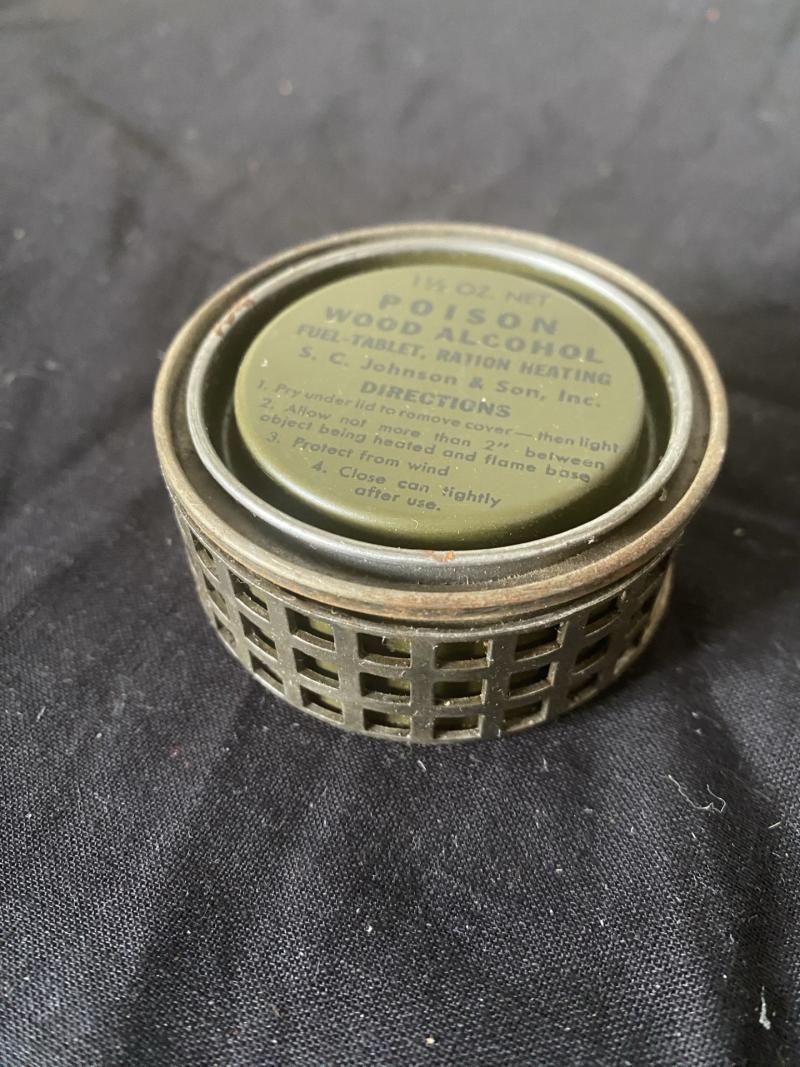 1½ OZ. NET
POISON
WOOD ALCOHOL
FUEL-TABLET, RATION HEATING
S. C. Johnson & Son, Inc.
DIRECTIONS
1. Pry under lid to remove cover — then light
2. Allow not more than 2" between
object being heated and flame base
3. Protect from wind
4. Close can tightly
after use.